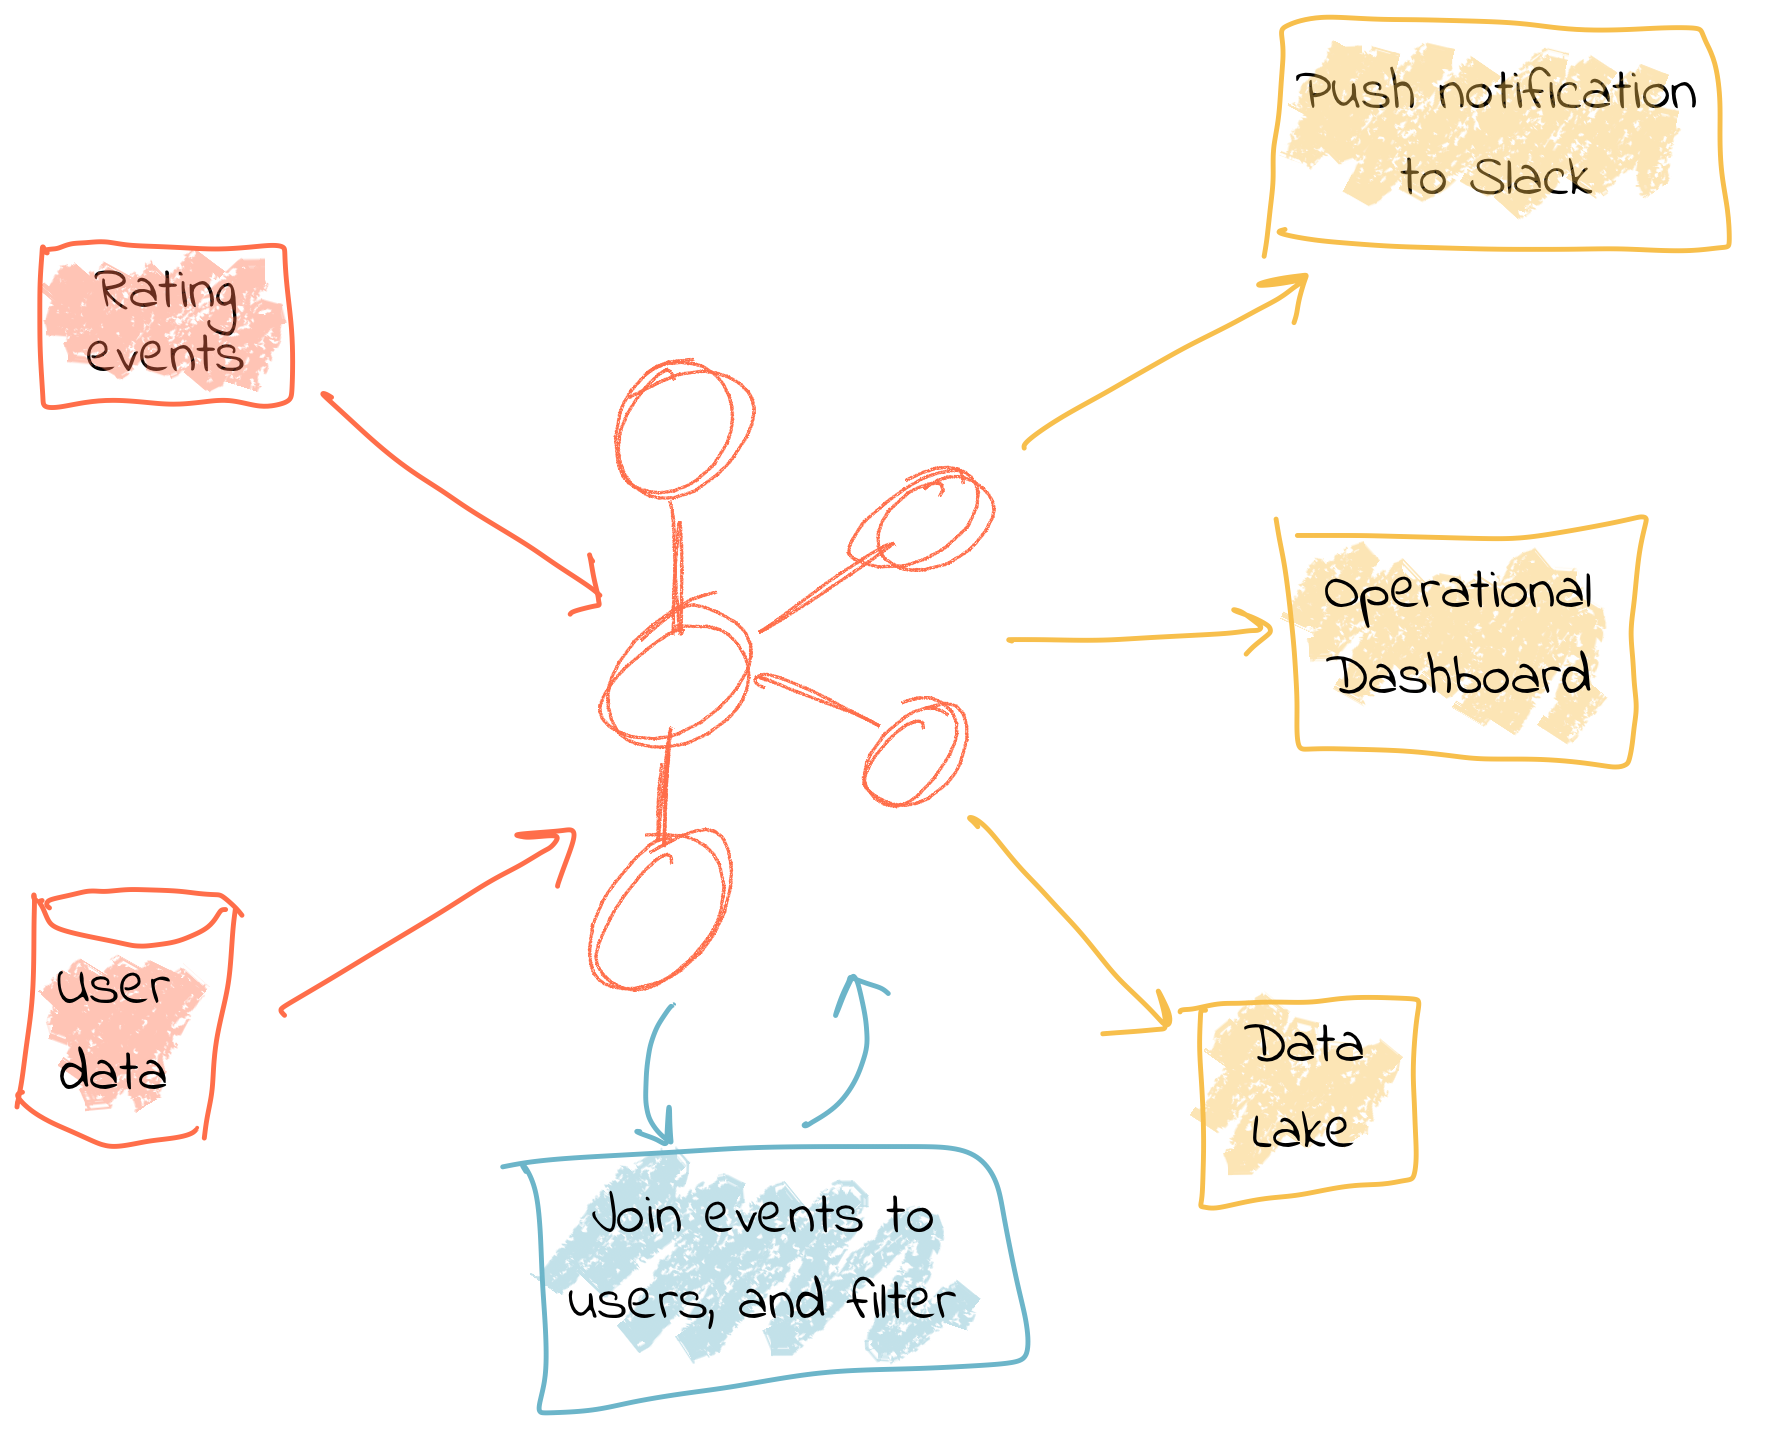 Push notification
to Slack
Rating
events
Operational
Dashboard
User
data
Data
Lake
Join events to
users, and filter